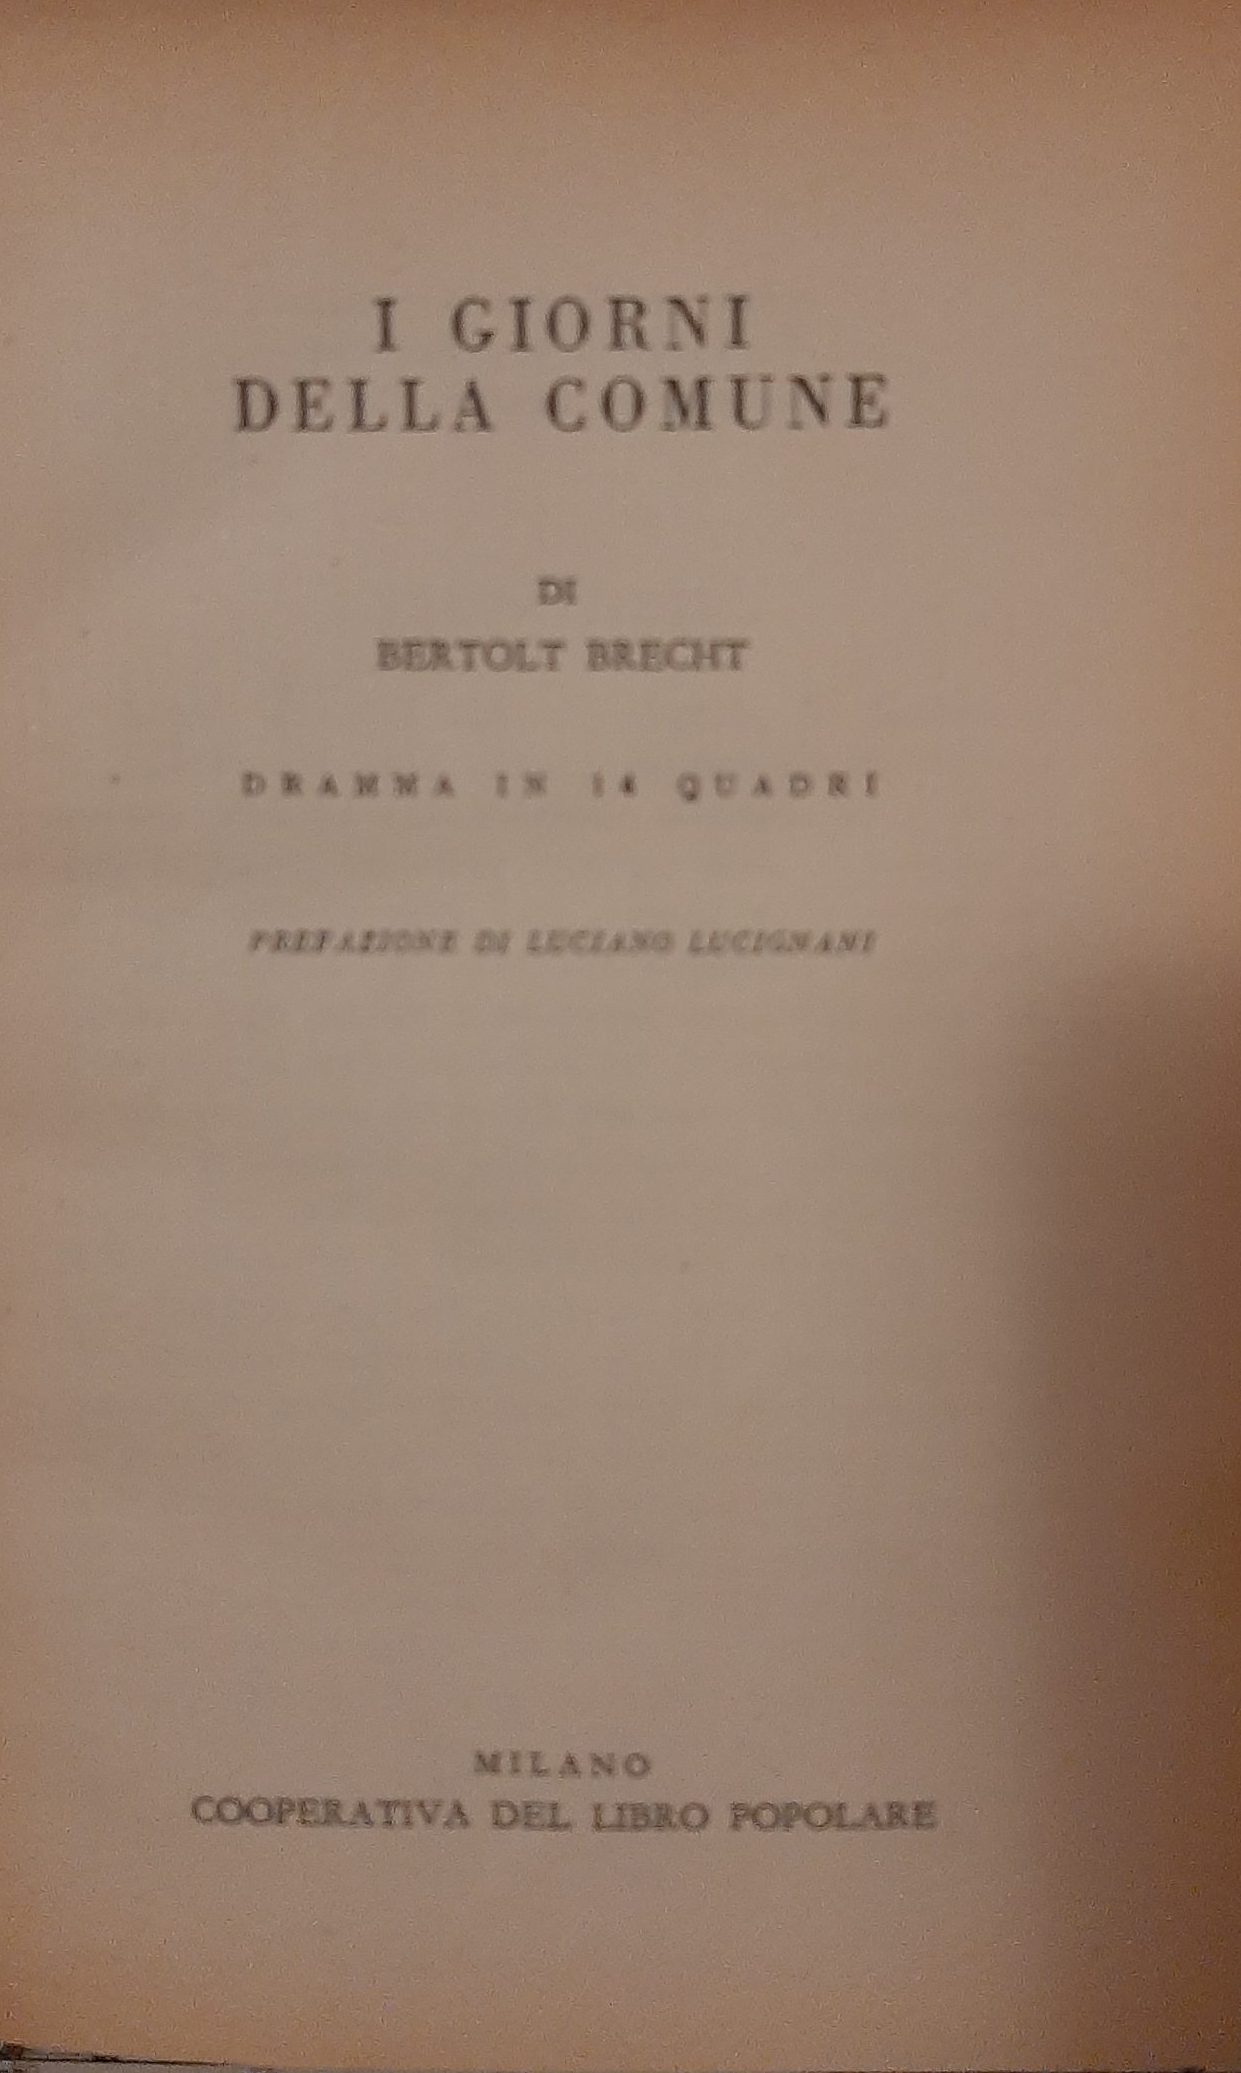 I GIORNI
DELLA COMUNE
DI
BERTOLT BRECHT
DRAMMA IN 14 QUADRI
PREFAZIONE DI LUCIANO LUCIGNANI
MILANO
COOPERATIVA DEL LIBRO POPOLARE